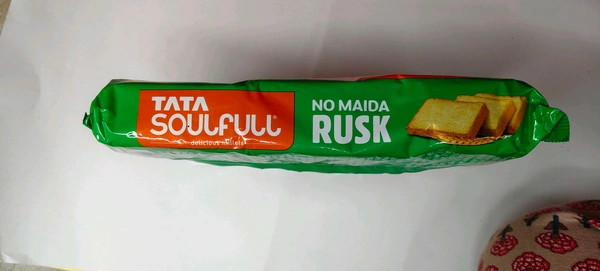 TATA
SOULFULL
delicious millets
NO MAIDA
RUSK